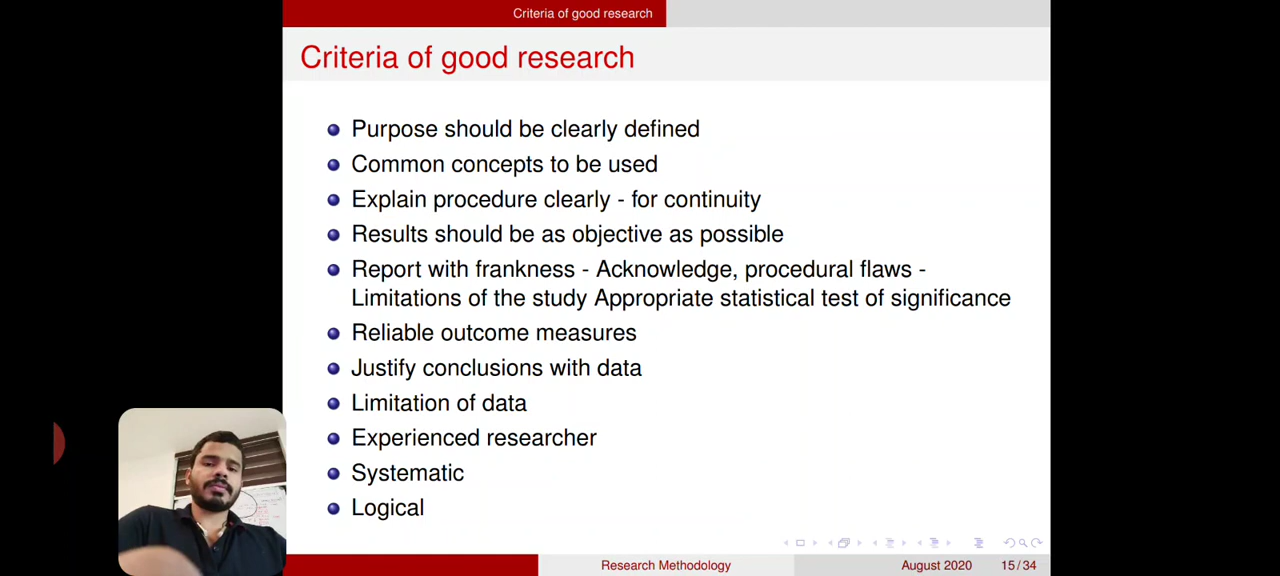 Criteria of good research
Criteria of good research
Purpose should be clearly defined
Common concepts to be used
Explain procedure clearly - for continuity
Results should be as objective as possible
Report with frankness - Acknowledge, procedural flaws -
Limitations of the study Appropriate statistical test of significance
Reliable outcome measures
Justify conclusions with data
Limitation of data
Experienced researcher
Systematic
Logical
Research Methodology
August 2020
15/34